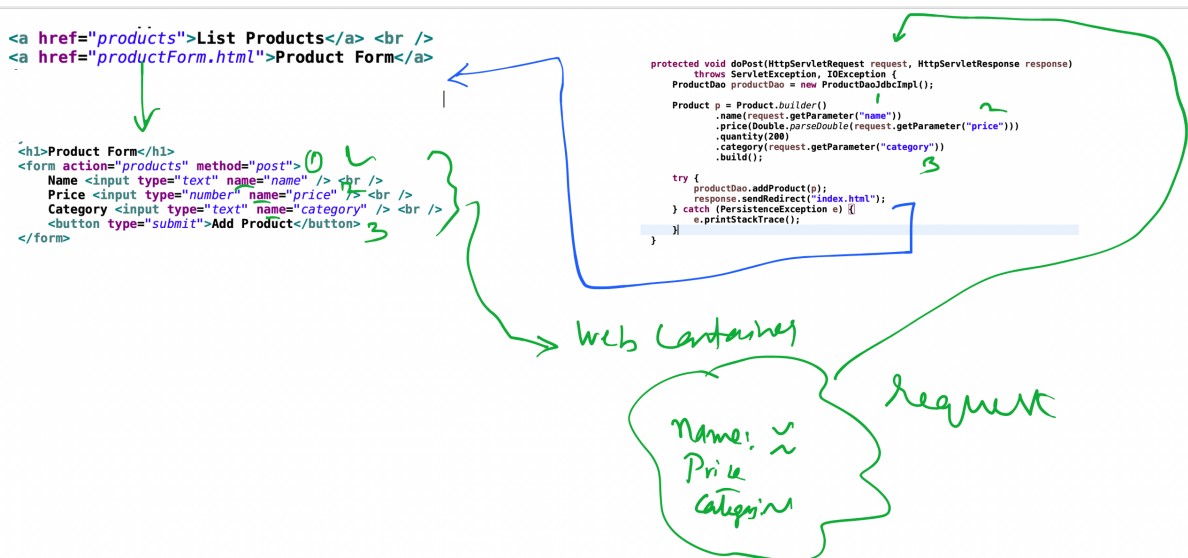 <a href="products">List Products</a> <br />
<a href="productForm.html">Product Form</a>
<h1>Product Form</h1>
<form action="products" method="post"> 1
Name <input type="text" name="name" /> <br />
Price <input type="number" name="price" /> <br /> 2
Category <input type="text" name="category" /> <br />
<button type="submit">Add Product</button> 3
</form>
protected void doPost(HttpServletRequest request, HttpServletResponse response)
throws ServletException, IOException {
ProductDao productDao = new ProductDaoJdbcImpl();
1
Product p = Product.builder() 2
.name(request.getParameter("name"))
.price(Double.parseDouble(request.getParameter("price")))
.quantity(200)
.category(request.getParameter("category"))
.build(); 3
try {
productDao.addProduct(p);
response.sendRedirect("index.html");
} catch (PersistenceException e) {
e.printStackTrace();
}
}
Web Container
request
Name:
Price